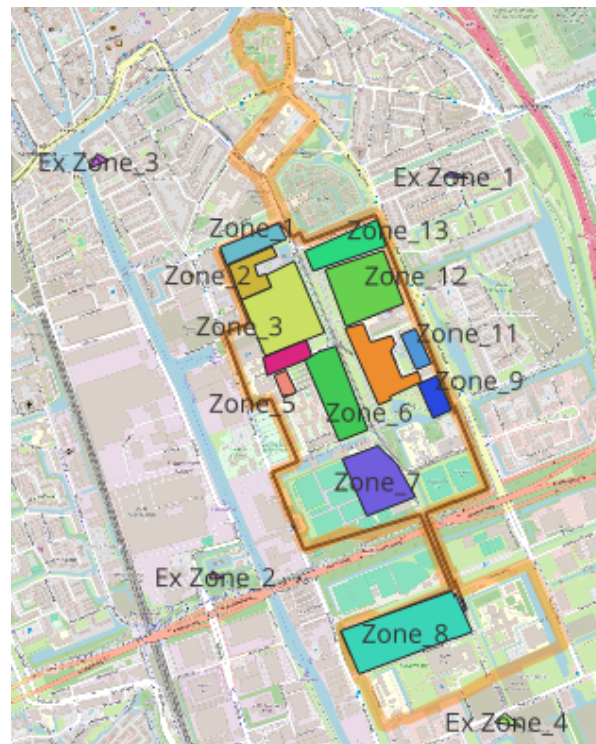 Ex Zone_3
Ex Zone_1
Zone_1
Zone_13
Zone_2
Zone_12
Zone_3
Zone_11
Zone_9
Zone_5
Zone_6
Zone_7
Ex Zone_2
Zone_8
Ex Zone_4